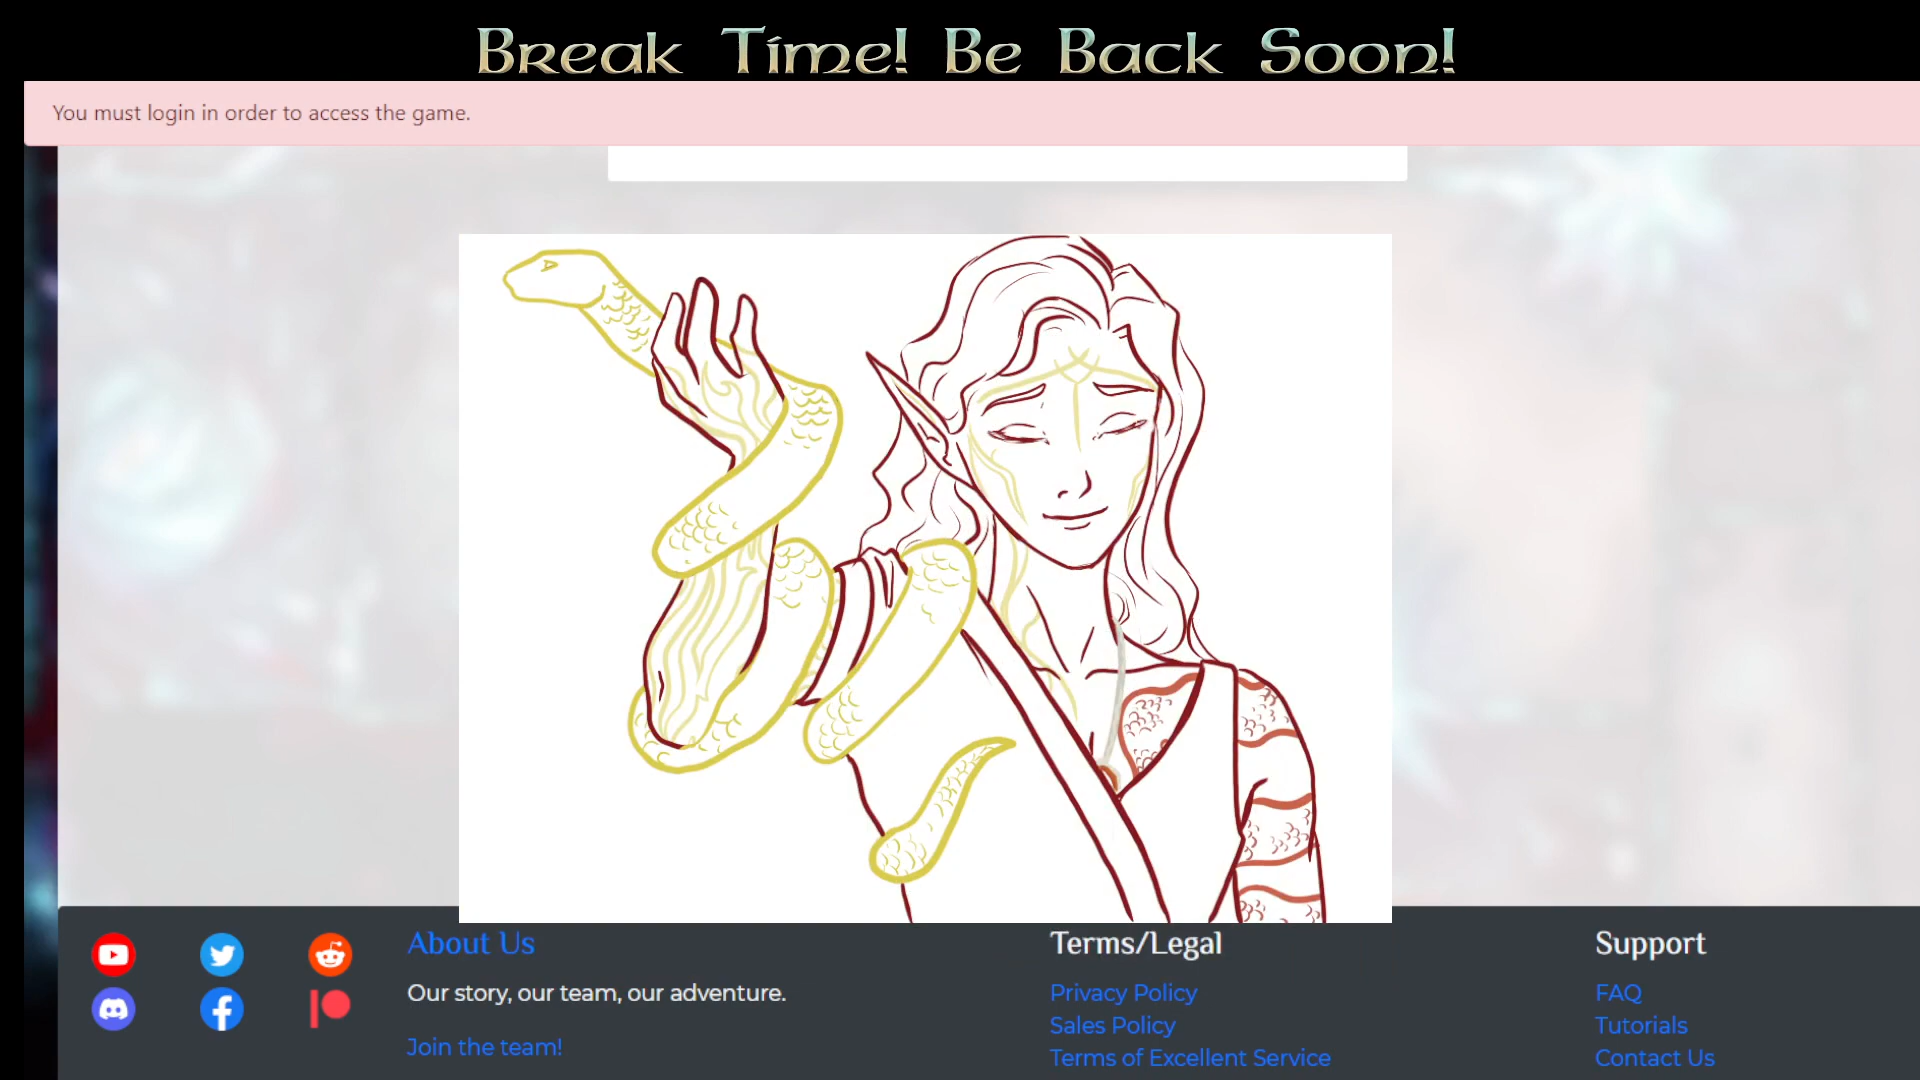 Break Time! Be Back Soon!
You must login in order to access the game.
About Us
Our story, our team, our adventure.
Join the team!
Terms/Legal
Privacy Policy
Sales Policy
Terms of Excellent Service
Support
FAQ
Tutorials
Contact Us